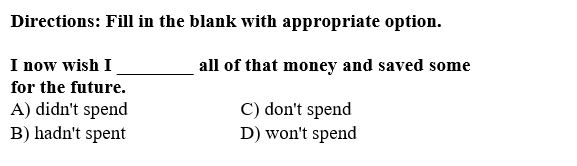 Directions: Fill in the blank with appropriate option.
I now wish I ________ all of that money and saved some
for the future.
A) didn't spend C) don't spend
B) hadn't spent D) won't spend